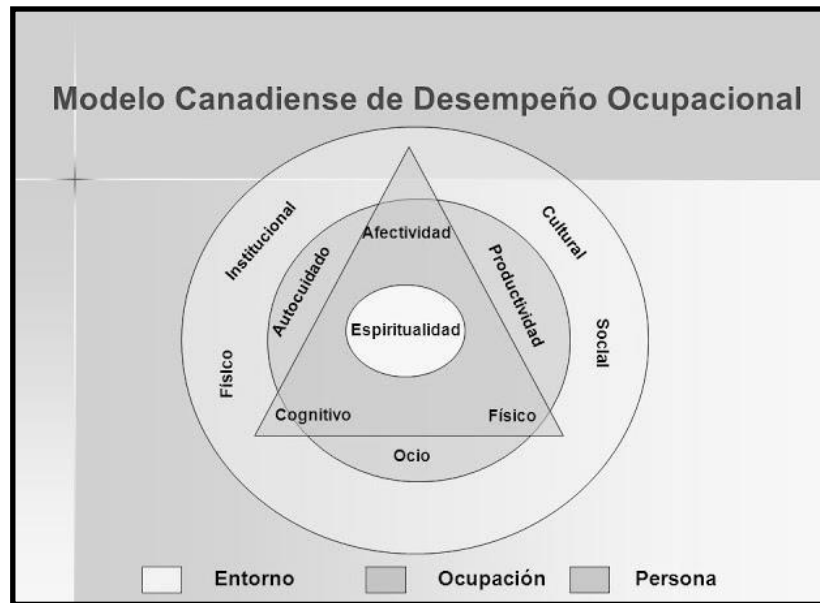 Modelo Canadiense de Desempeño Ocupacional
Institucional
Cultural
Afectividad
Autocuidado
Productividad
Espiritualidad
Físico
Social
Cognitivo
Físico
Ocio
Entorno
Ocupación
Persona